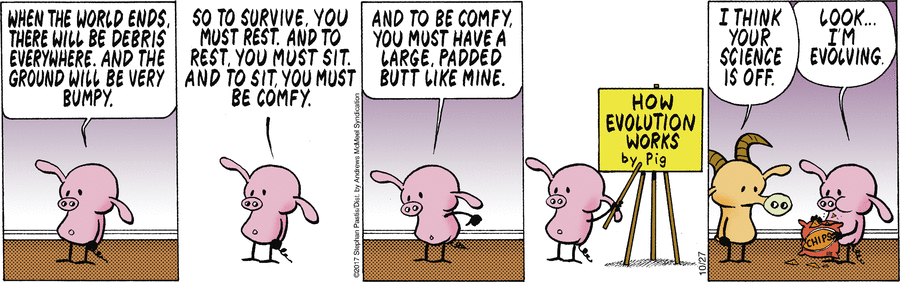 WHEN THE WORLD ENDS,
THERE WILL BE DEBRIS
EVERYWHERE. AND THE
GROUND WILL BE VERY
BUMPY.
SO TO SURVIVE, YOU
MUST REST. AND TO
REST, YOU MUST SIT.
AND TO SIT, YOU MUST
BE COMFY.
©2017 Stephan Pastis/Dist. by Andrews McMeel Syndication
AND TO BE COMFY,
YOU MUST HAVE A
LARGE, PADDED
BUTT LIKE MINE.
HOW
EVOLUTION
WORKS
by Pig
10/27
I THINK
YOUR
SCIENCE
IS OFF.
LOOK...
I'M
EVOLVING.
CHIPS